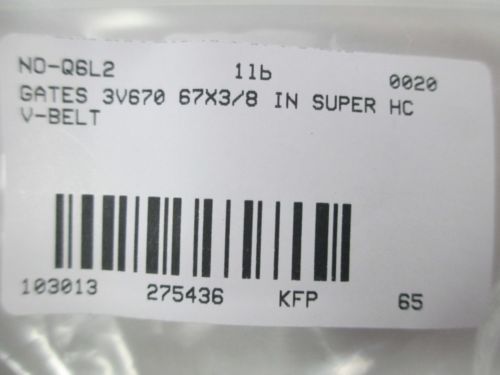 NO-Q6L2 1lb 0020
GATES 3V670 67X3/8 IN SUPER HC
V-BELT
103013 275436 KFP 65